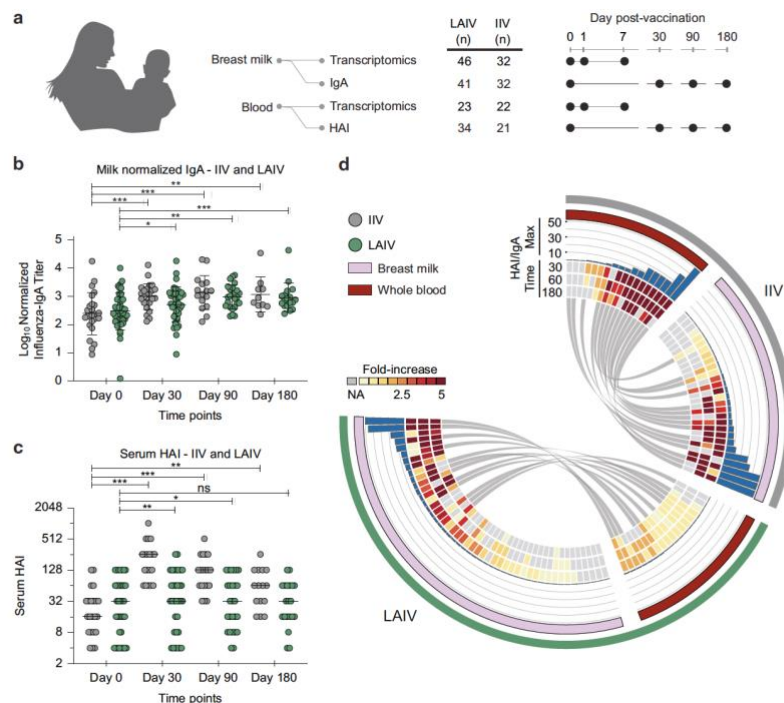 a
LAIV (n) IIV (n) Day post-vaccination
0 1 7 30 90 180
Breast milk Transcriptomics 46 32
IgA 41 32
Blood Transcriptomics 23 22
HAI 34 21
b
Milk normalized IgA - IIV and LAIV
**
***
***
***
**
*
Log10 Normalized Influenza-IgA Titer
5
4
3
2
1
0
Day 0 Day 30 Day 90 Day 180
Time points
c
Serum HAI - IIV and LAIV
**
***
***
ns
*
**
Serum HAI
2048
512
128
32
8
2
Day 0 Day 30 Day 90 Day 180
Time points
d
IIV
LAIV
Breast milk
Whole blood
HAI/IgA
Time Max
50
30
10
30
60
180
IIV
Fold-increase
NA 2.5 5
LAIV